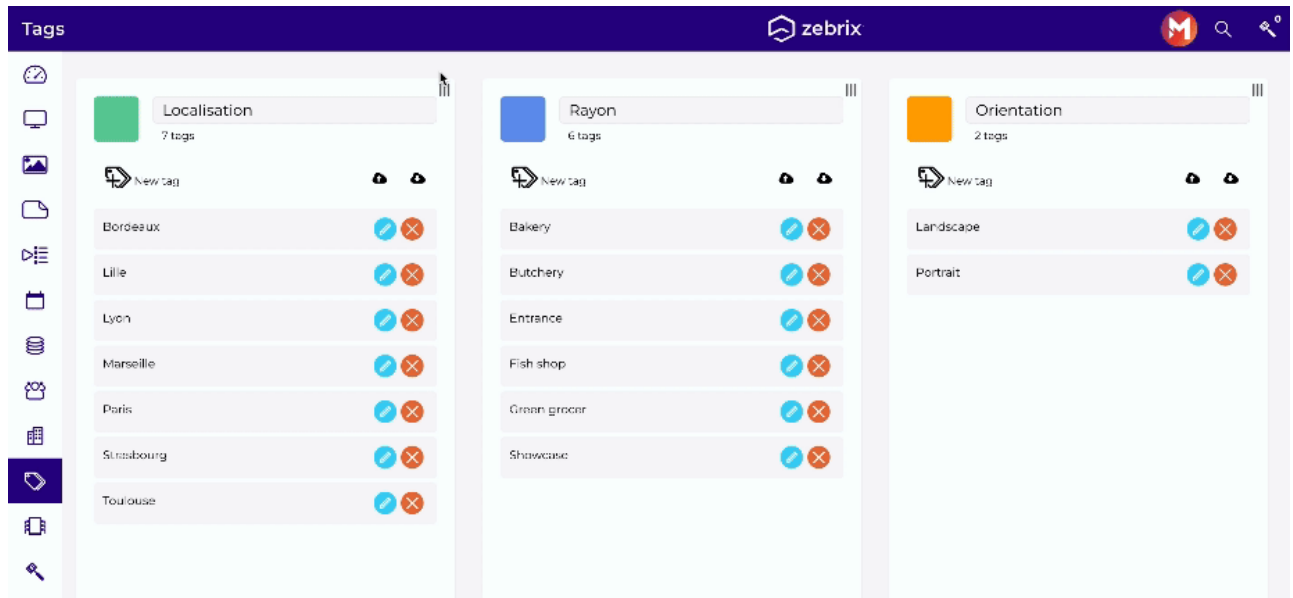 Tags
zebrix
0
Localisation
7 tags
New tag
Bordeaux
Lille
Lyon
Marseille
Paris
Strasbourg
Toulouse
Rayon
6 tags
New tag
Bakery
Butchery
Entrance
Fish shop
Green grocer
Showcase
Orientation
2 tags
New tag
Landscape
Portrait